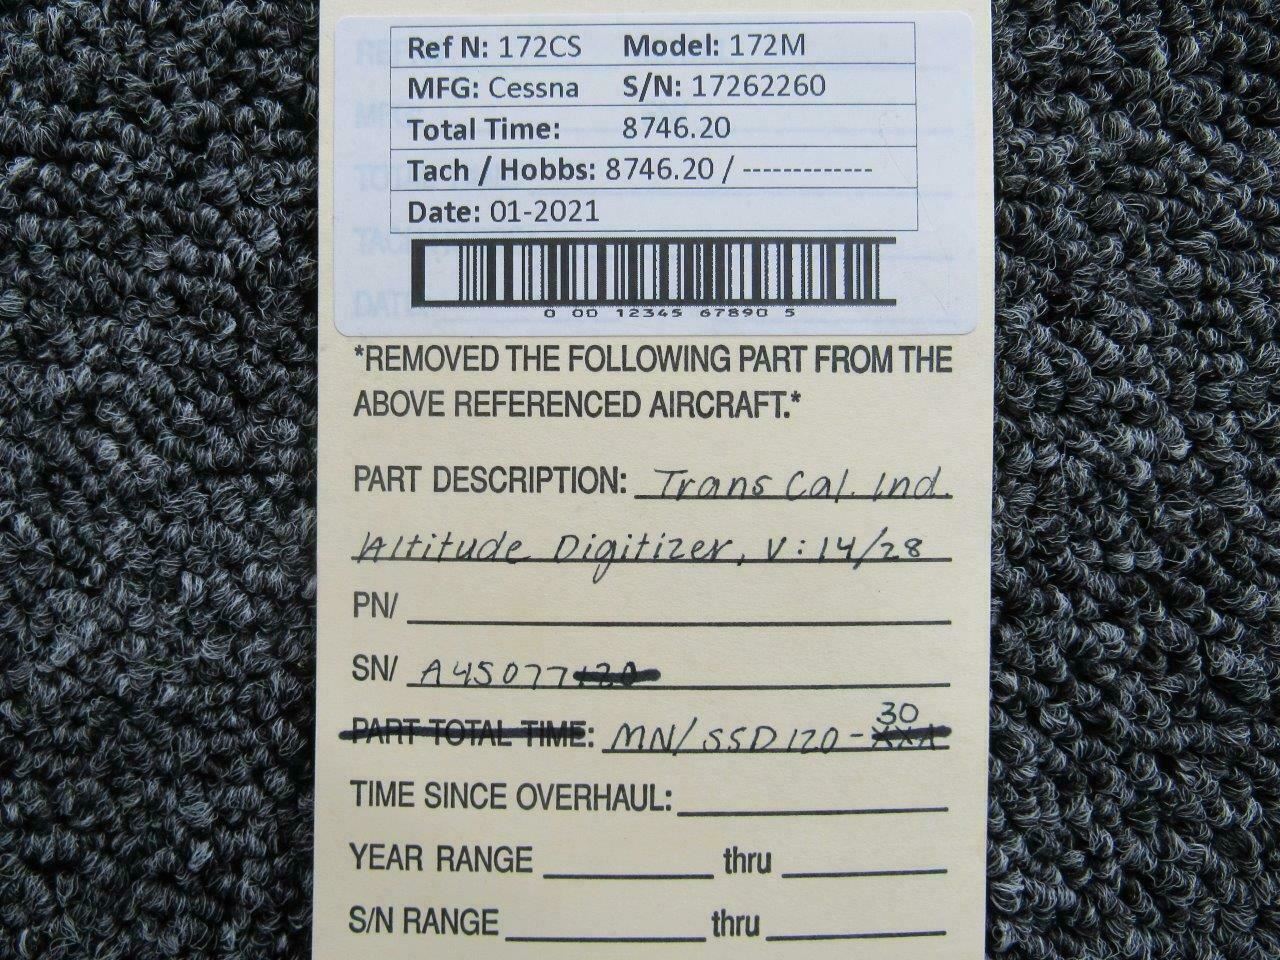 Ref N: 172CS Model: 172M
MFG: Cessna S/N: 17262260
Total Time: 8746.20
Tach / Hobbs: 8746.20 / -------------
Date: 01-2021
0 00 12345 67890 5
*REMOVED THE FOLLOWING PART FROM THE
ABOVE REFERENCED AIRCRAFT.*
PART DESCRIPTION: Trans Cal. Ind.
Altitude Digitizer, V: 14/28
PN/
SN/ A45077
PART TOTAL TIME: MN/SSD120-30
TIME SINCE OVERHAUL:
YEAR RANGE thru
S/N RANGE thru